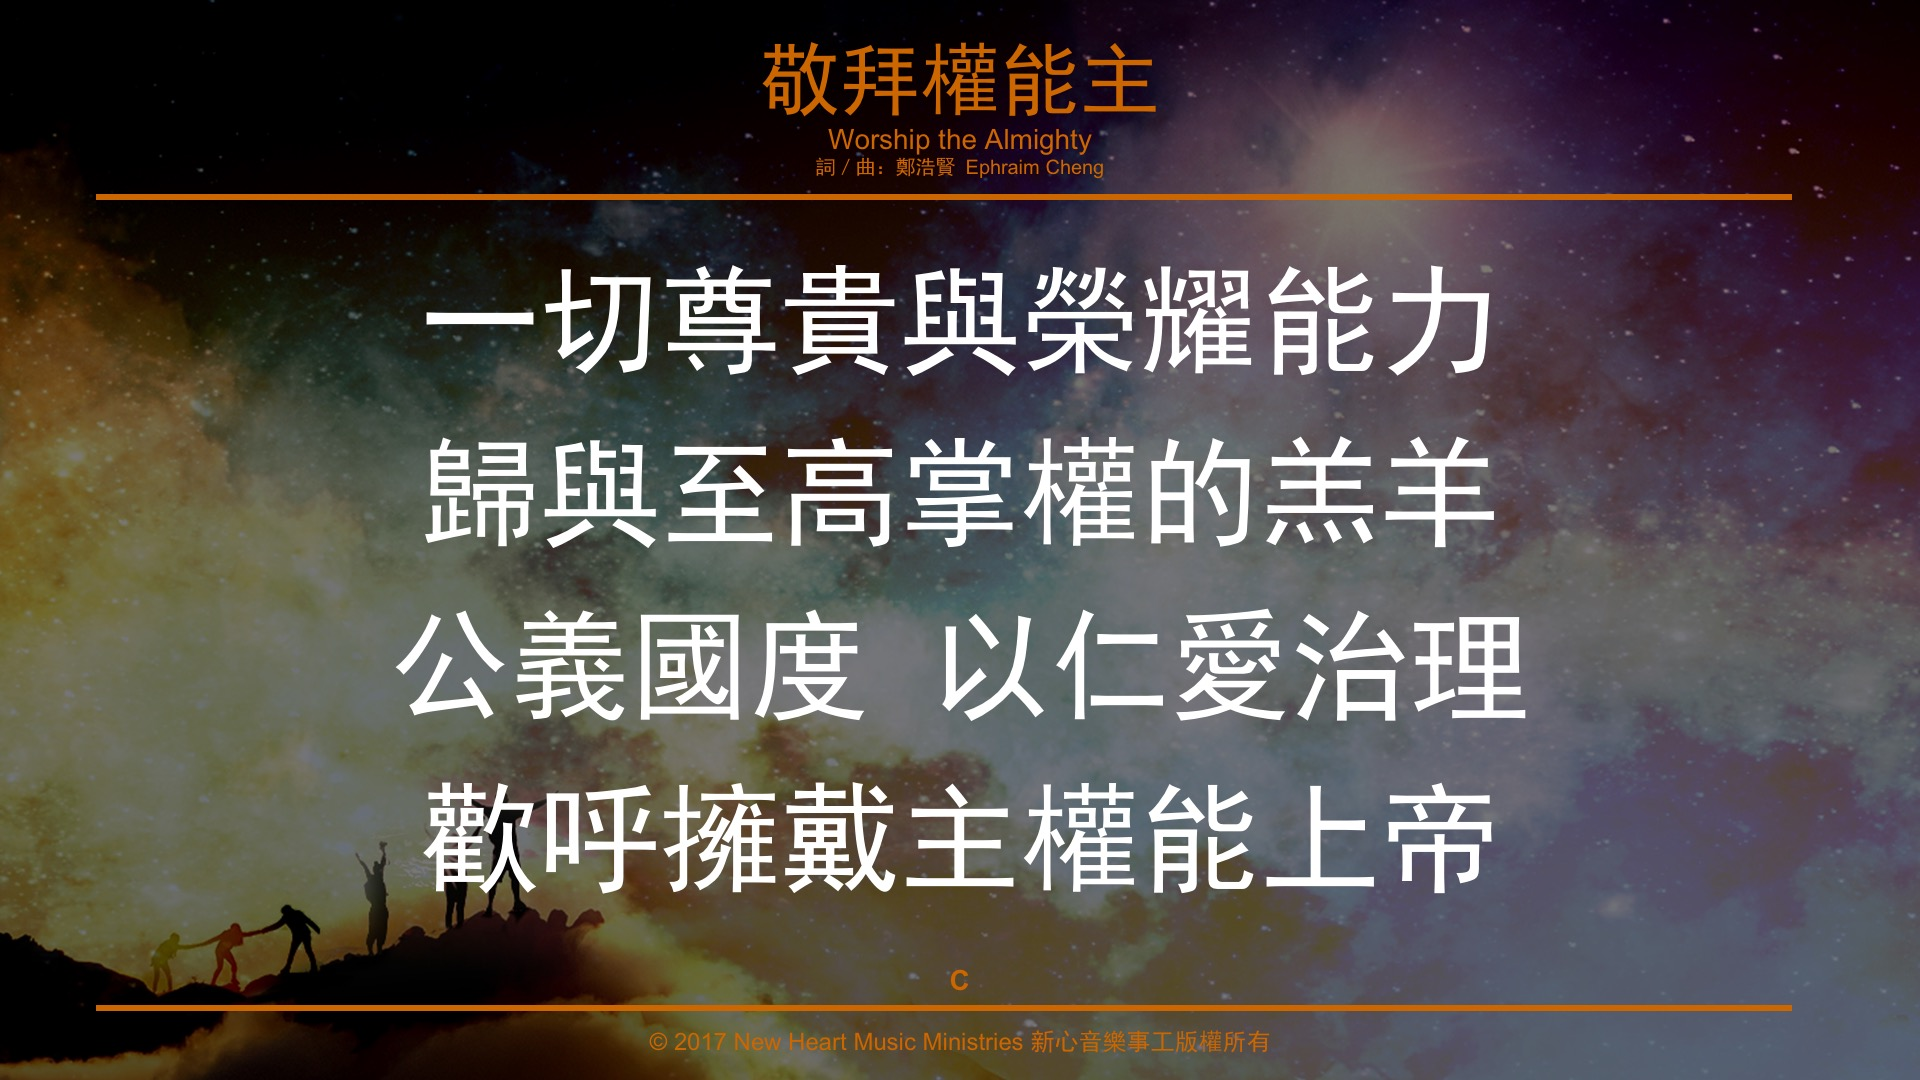 敬拜權能主
Worship the Almighty
詞 / 曲：鄭浩賢 Ephraim Cheng
一切尊貴與榮耀能力
歸與至高掌權的羔羊
公義國度 以仁愛治理
歡呼擁戴主權能上帝
C
© 2017 New Heart Music Ministries 新心音樂事工版權所有